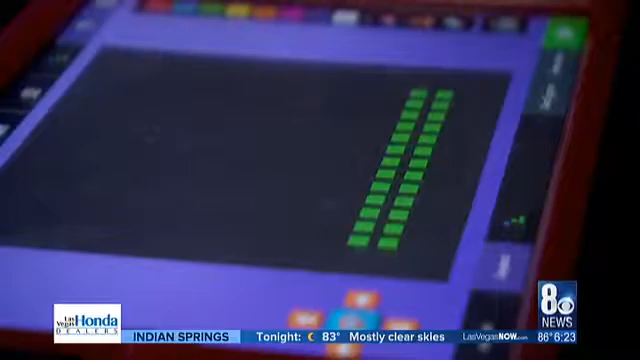 Las Vegas Honda
DEALERS
INDIAN SPRINGS
Tonight: 83° Mostly clear skies
LasVegasNOW.com
8
NEWS
86° 6:23